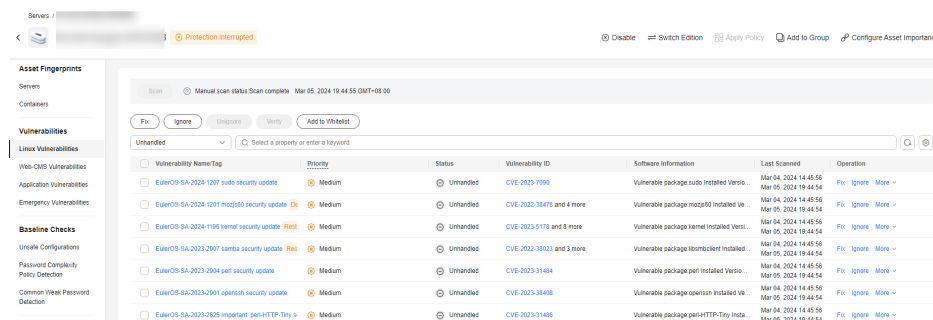 Servers /
Protection interrupted
Disable Switch Edition Apply Policy Add to Group Configure Asset Importanc
Asset Fingerprints
Servers
Containers
Vulnerabilities
Linux Vulnerabilities
Web-CMS Vulnerabilities
Application Vulnerabilities
Emergency Vulnerabilities
Baseline Checks
Unsafe Configurations
Password Complexity
Policy Detection
Common Weak Password
Detection
Scan Manual scan status:Scan complete Mar 05, 2024 19:44:55 GMT+08:00
Fix Ignore Unignore Verify Add to Whitelist
Unhandled Select a property or enter a keyword.
Vulnerability Name/Tag Priority Status Vulnerability ID Software Information Last Scanned Operation
EulerOS-SA-2024-1207 sudo security update Medium Unhandled CVE-2023-7090 Vulnerable package:sudo Installed Versio... Mar 04, 2024 14:45:56 Fix Ignore More
Mar 05, 2024 19:44:54
EulerOS-SA-2024-1201 mozjs60 security update De Medium Unhandled CVE-2022-38478 and 4 more Vulnerable package:mozjs60 Installed Ve... Mar 04, 2024 14:45:56 Fix Ignore More
Mar 05, 2024 19:44:54
EulerOS-SA-2024-1196 kernel security update Rest Medium Unhandled CVE-2023-5178 and 8 more Vulnerable package:kernel Installed Versi... Mar 04, 2024 14:45:56 Fix Ignore More
Mar 05, 2024 19:44:54
EulerOS-SA-2023-2907 samba security update Res Medium Unhandled CVE-2022-38023 and 3 more Vulnerable package:libsmbclient Installed... Mar 04, 2024 14:45:56 Fix Ignore More
Mar 05, 2024 19:44:54
EulerOS-SA-2023-2904 perl security update Medium Unhandled CVE-2023-31484 Vulnerable package:perl Installed Versio... Mar 04, 2024 14:45:56 Fix Ignore More
Mar 05, 2024 19:44:54
EulerOS-SA-2023-2901 openssh security update Medium Unhandled CVE-2023-38408 Vulnerable package:openssh Installed Ve... Mar 04, 2024 14:45:56 Fix Ignore More
Mar 05, 2024 19:44:54
EulerOS-SA-2023-2625 Important: perl-HTTP-Tiny s Medium Unhandled CVE-2023-31486 Vulnerable package:perl-HTTP-Tiny Insta... Mar 04, 2024 14:45:56 Fix Ignore More
Mar 05, 2024 19:44:54